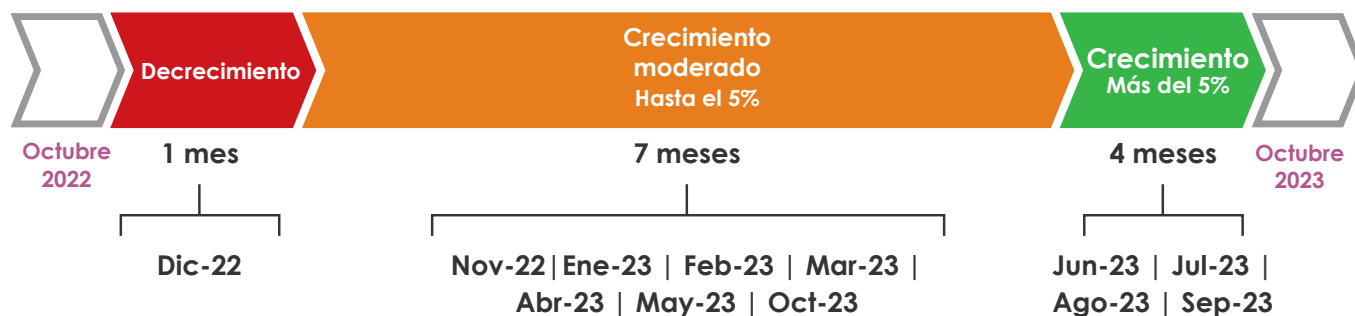 Decrecimiento
Crecimiento
moderado
Hasta el 5%
Crecimiento
Más del 5%
Octubre
2022
1 mes
7 meses
4 meses
Octubre
2023
Dic-22
Nov-22|Ene-23 | Feb-23 | Mar-23 |
Abr-23 | May-23 | Oct-23
Jun-23 | Jul-23 |
Ago-23 | Sep-23